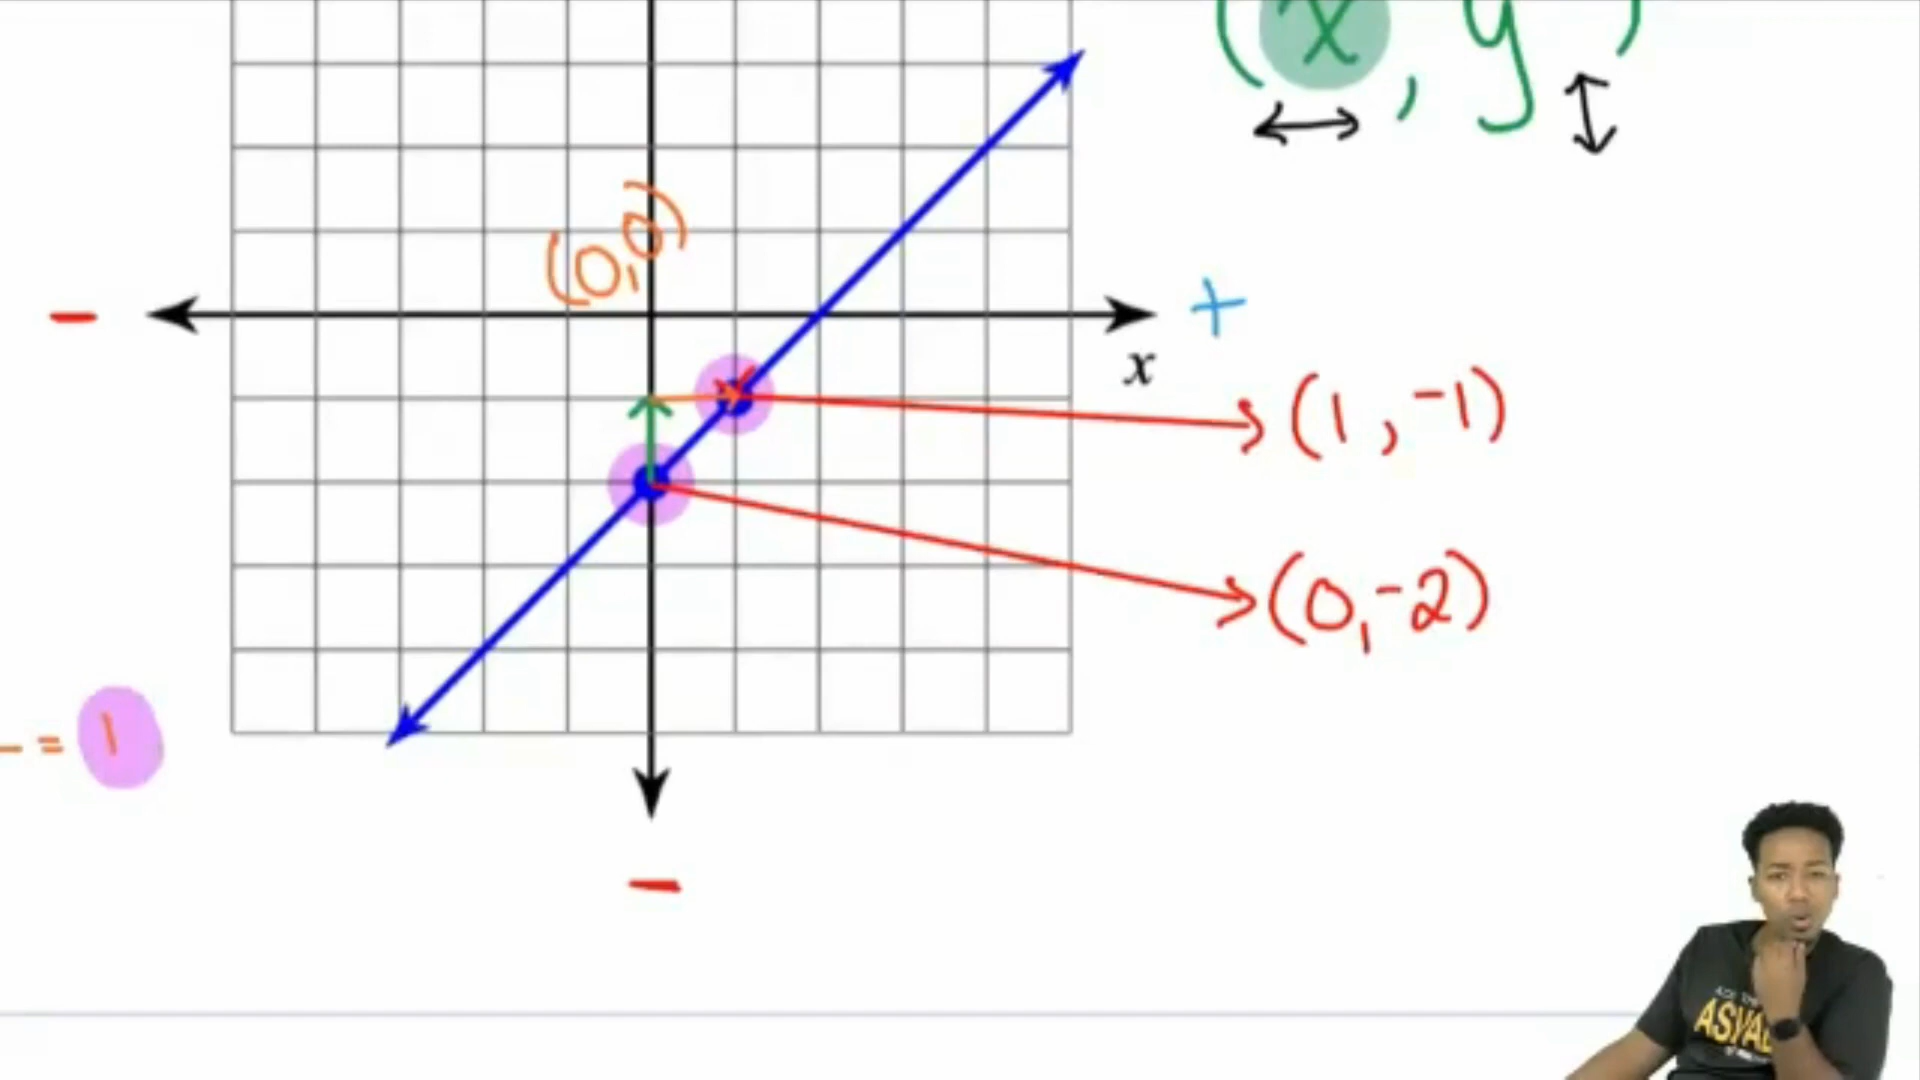 (x, y)
(0,0)
- +
x
(1, -1)
(0, -2)
- = 1
-
ASVAB